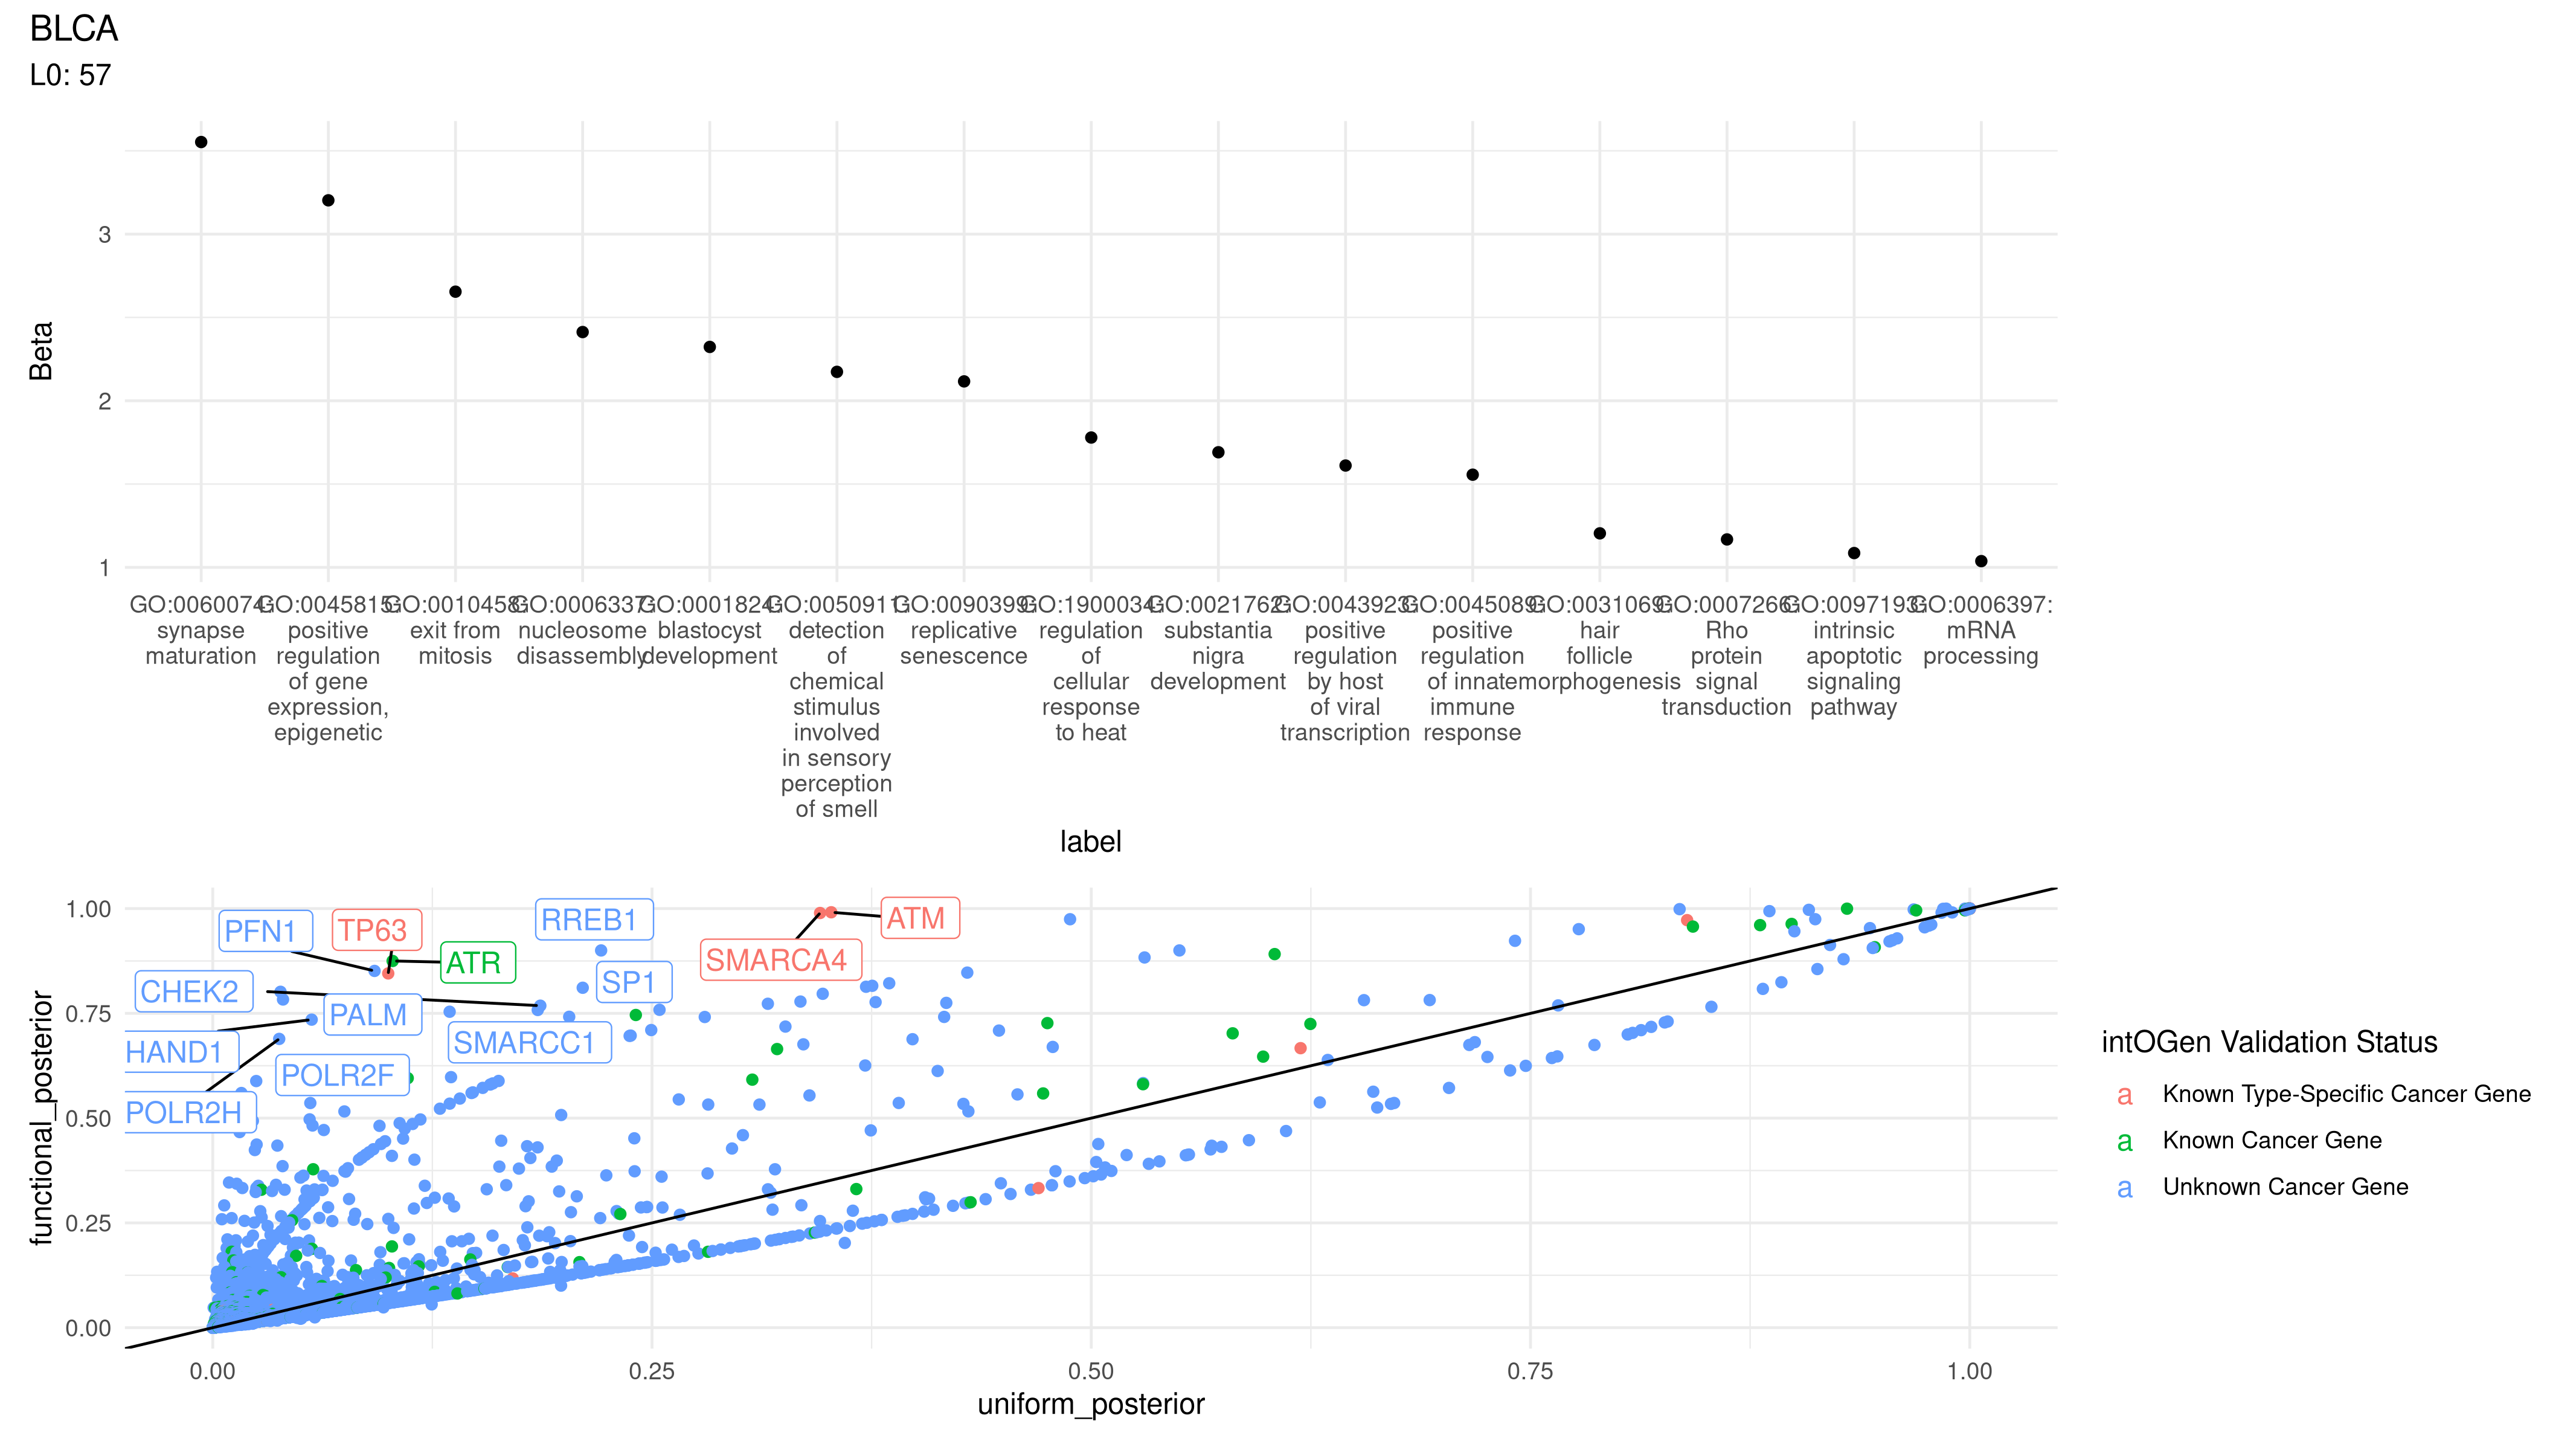 BLCA
L0: 57
Beta
3
2
1
GO:0060074:
synapse
maturation
GO:0045815:
positive
regulation
of gene
expression,
epigenetic
GO:0010458:
exit from
mitosis
GO:0006337:
nucleosome
disassembly
GO:0001824:
blastocyst
development
GO:0050911:
detection
of
chemical
stimulus
involved
in sensory
perception
of smell
GO:0090399:
replicative
senescence
GO:1900034:
regulation
of
cellular
response
to heat
GO:0021762:
substantia
nigra
development
GO:0043923:
positive
regulation
by host
of viral
transcription
GO:0045089:
positive
regulation
of innate
immune
response
GO:0031069:
hair
follicle
morphogenesis
GO:0007266:
Rho
protein
signal
transduction
GO:0097193:
intrinsic
apoptotic
signaling
pathway
GO:0006397:
mRNA
processing
label
functional_posterior
1.00
0.75
0.50
0.25
0.00
PFN1
TP63
ATR
RREB1
ATM
SMARCA4
SP1
CHEK2
PALM
SMARCC1
HAND1
POLR2F
POLR2H
0.00
0.25
0.50
0.75
1.00
uniform_posterior
intOGen Validation Status
a Known Type-Specific Cancer Gene
a Known Cancer Gene
a Unknown Cancer Gene